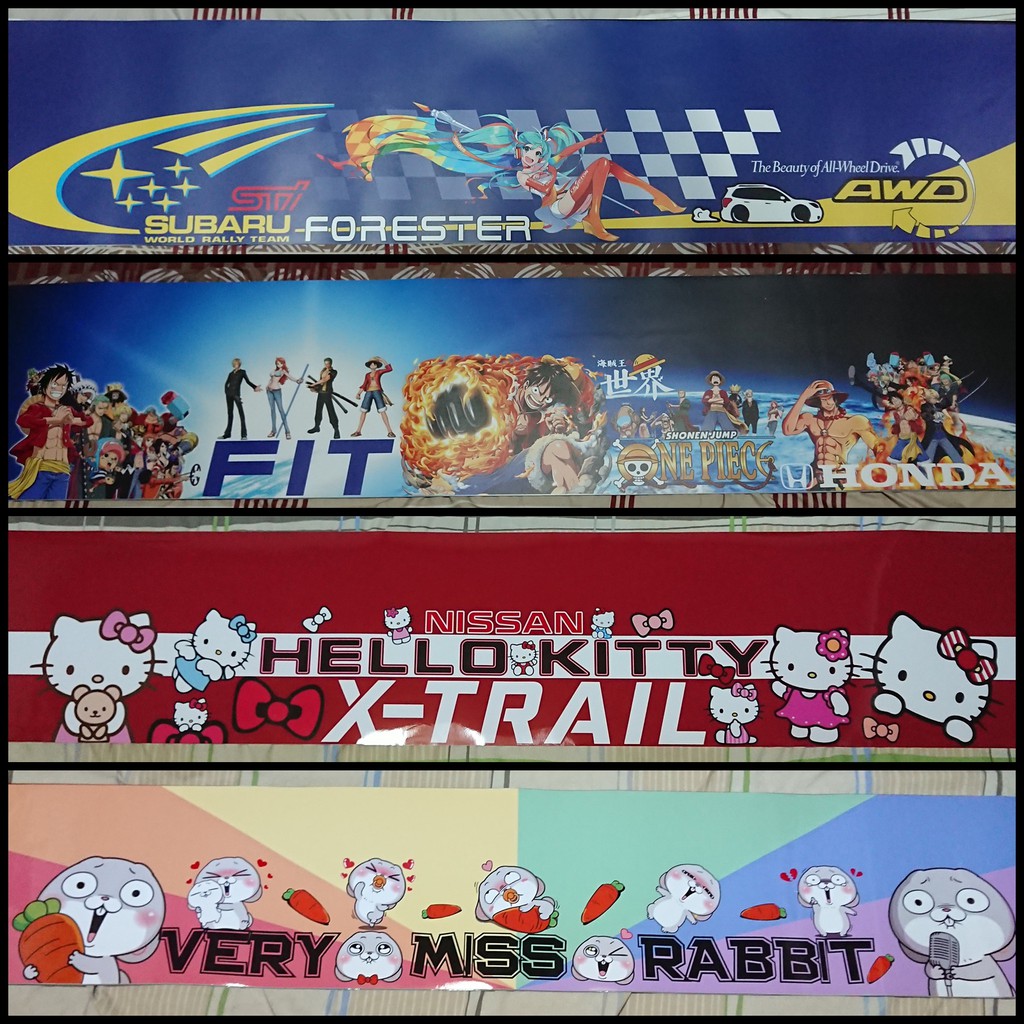 The Beauty of All-Wheel Drive.
AWD
STi
SUBARU FORESTER
WORLD RALLY TEAM
海賊王
世界
FIT
SHONEN JUMP
ONE PIECE
HONDA
NISSAN
HELLO KITTY
X-TRAIL
VERY MISS RABBIT